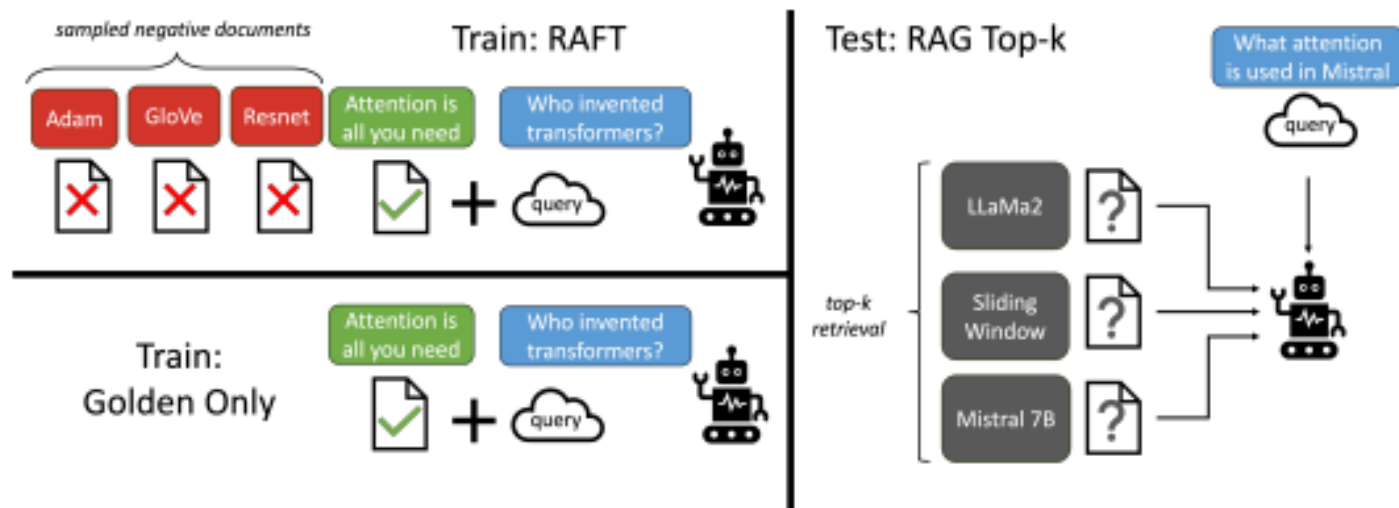 sampled negative documents
Train: RAFT
Adam
GloVe
Resnet
Attention is
all you need
Who invented
transformers?
query
Train:
Golden Only
Attention is
all you need
Who invented
transformers?
query
Test: RAG Top-k
What attention
is used in Mistral
query
top-k
retrieval
LLaMa2
?
Sliding
Window
?
Mistral 7B
?